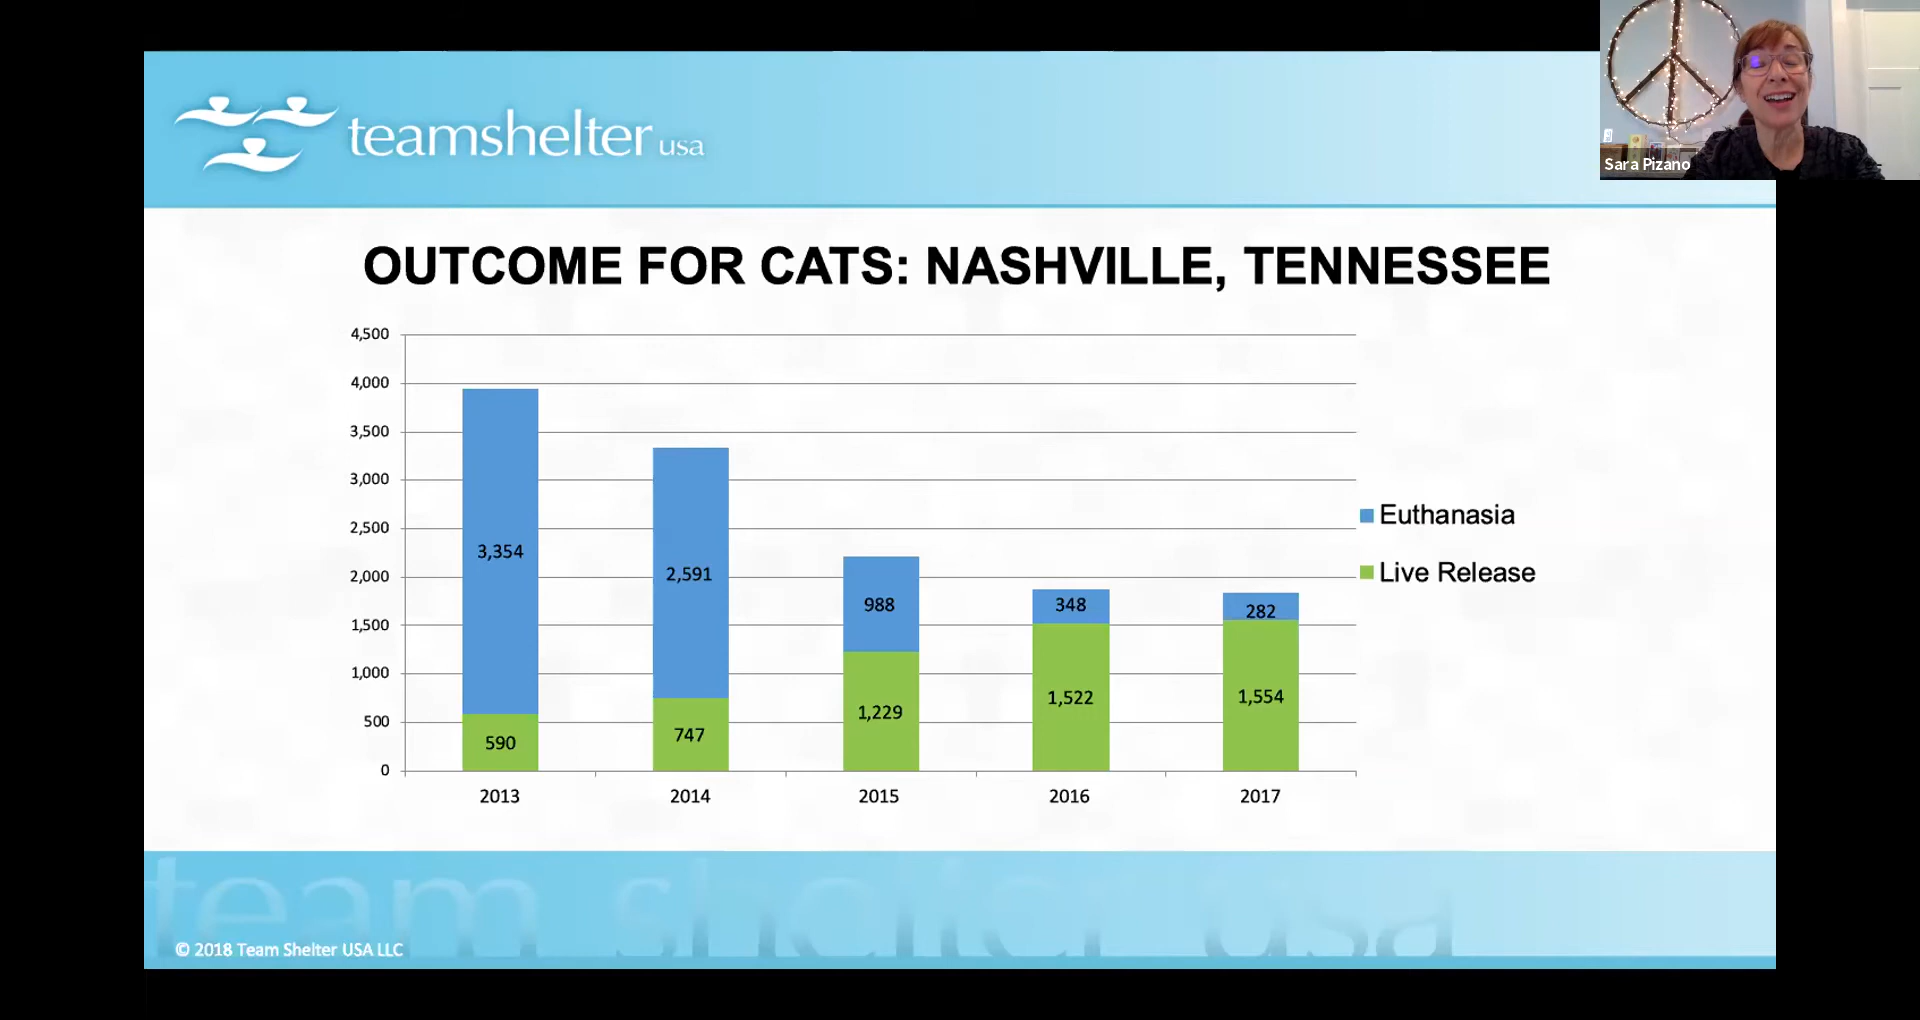 teamshelter usa
Sara Pizano
OUTCOME FOR CATS: NASHVILLE, TENNESSEE
4,500
4,000
3,500
3,000
2,500
2,000
1,500
1,000
500
0
3,354
590
2,591
747
988
1,229
348
1,522
282
1,554
2013 2014 2015 2016 2017
Euthanasia
Live Release
team shelter usa
© 2018 Team Shelter USA LLC